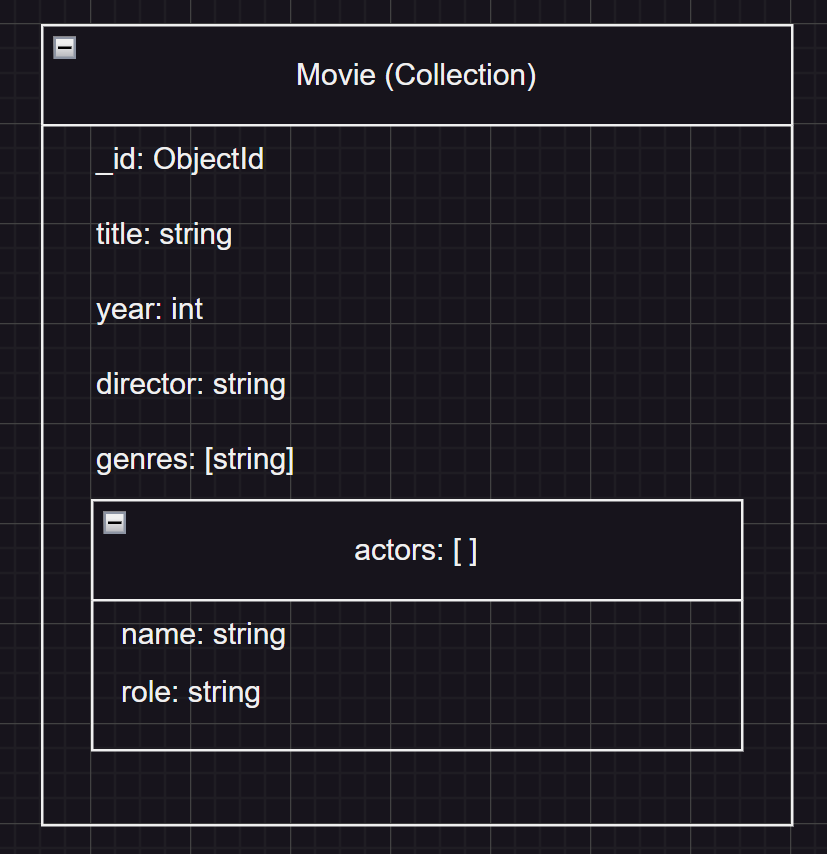 Movie (Collection)
_id: ObjectId
title: string
year: int
director: string
genres: [string]
actors: [ ]
name: string
role: string